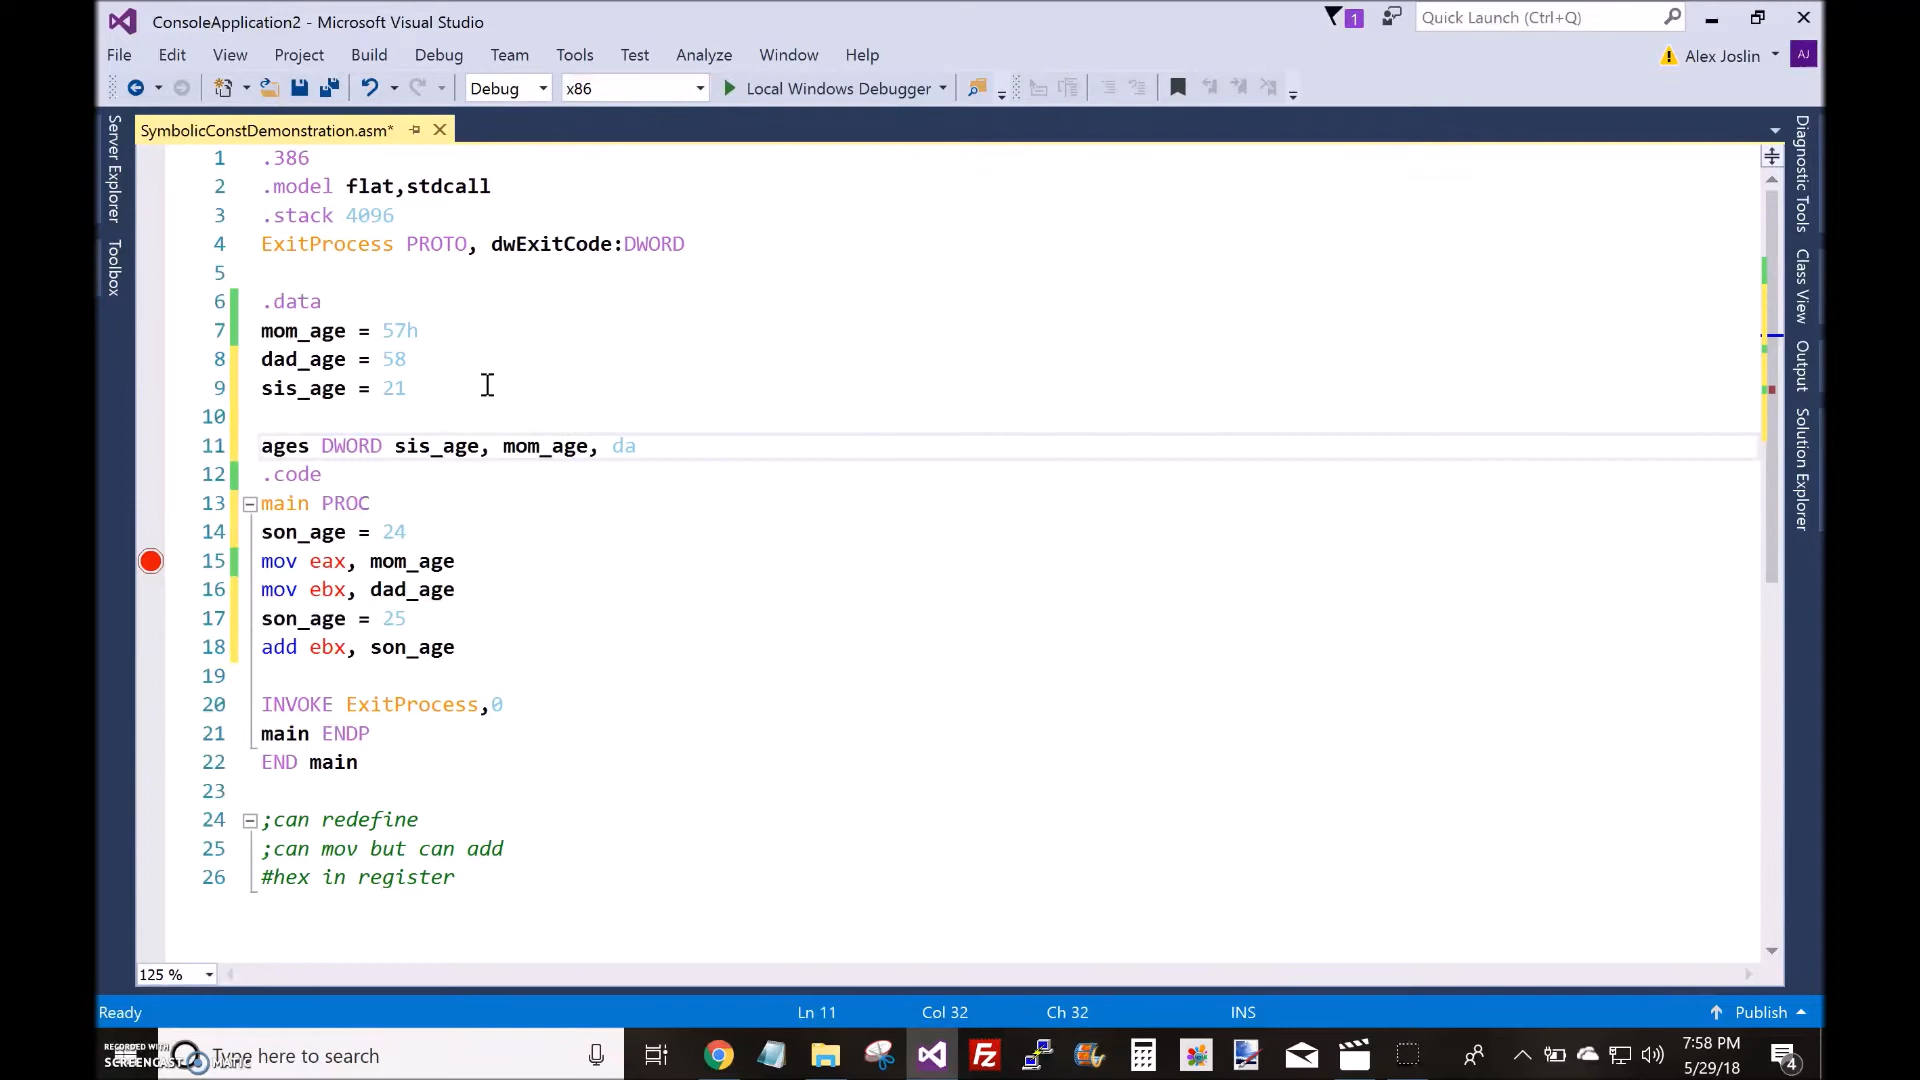 ConsoleApplication2 - Microsoft Visual Studio
1
Quick Launch (Ctrl+Q)
File Edit View Project Build Debug Team Tools Test Analyze Window Help
Alex Joslin AJ
Debug x86 Local Windows Debugger
SymbolicConstDemonstration.asm*
Server Explorer
Toolbox
1 .386
2 .model flat,stdcall
3 .stack 4096
4 ExitProcess PROTO, dwExitCode:DWORD
5
6 .data
7 mom_age = 57h
8 dad_age = 58
9 sis_age = 21
10
11 ages DWORD sis_age, mom_age, da
12 .code
13 main PROC
14 son_age = 24
15 mov eax, mom_age
16 mov ebx, dad_age
17 son_age = 25
18 add ebx, son_age
19
20 INVOKE ExitProcess,0
21 main ENDP
22 END main
23
24 ;can redefine
25 ;can mov but can add
26 #hex in register
Diagnostic Tools
Class View
Output
Solution Explorer
125 %
Ready Ln 11 Col 32 Ch 32 INS Publish
RECORDED WITH
SCREENCAST MATIC
Type here to search
7:58 PM
5/29/18
4